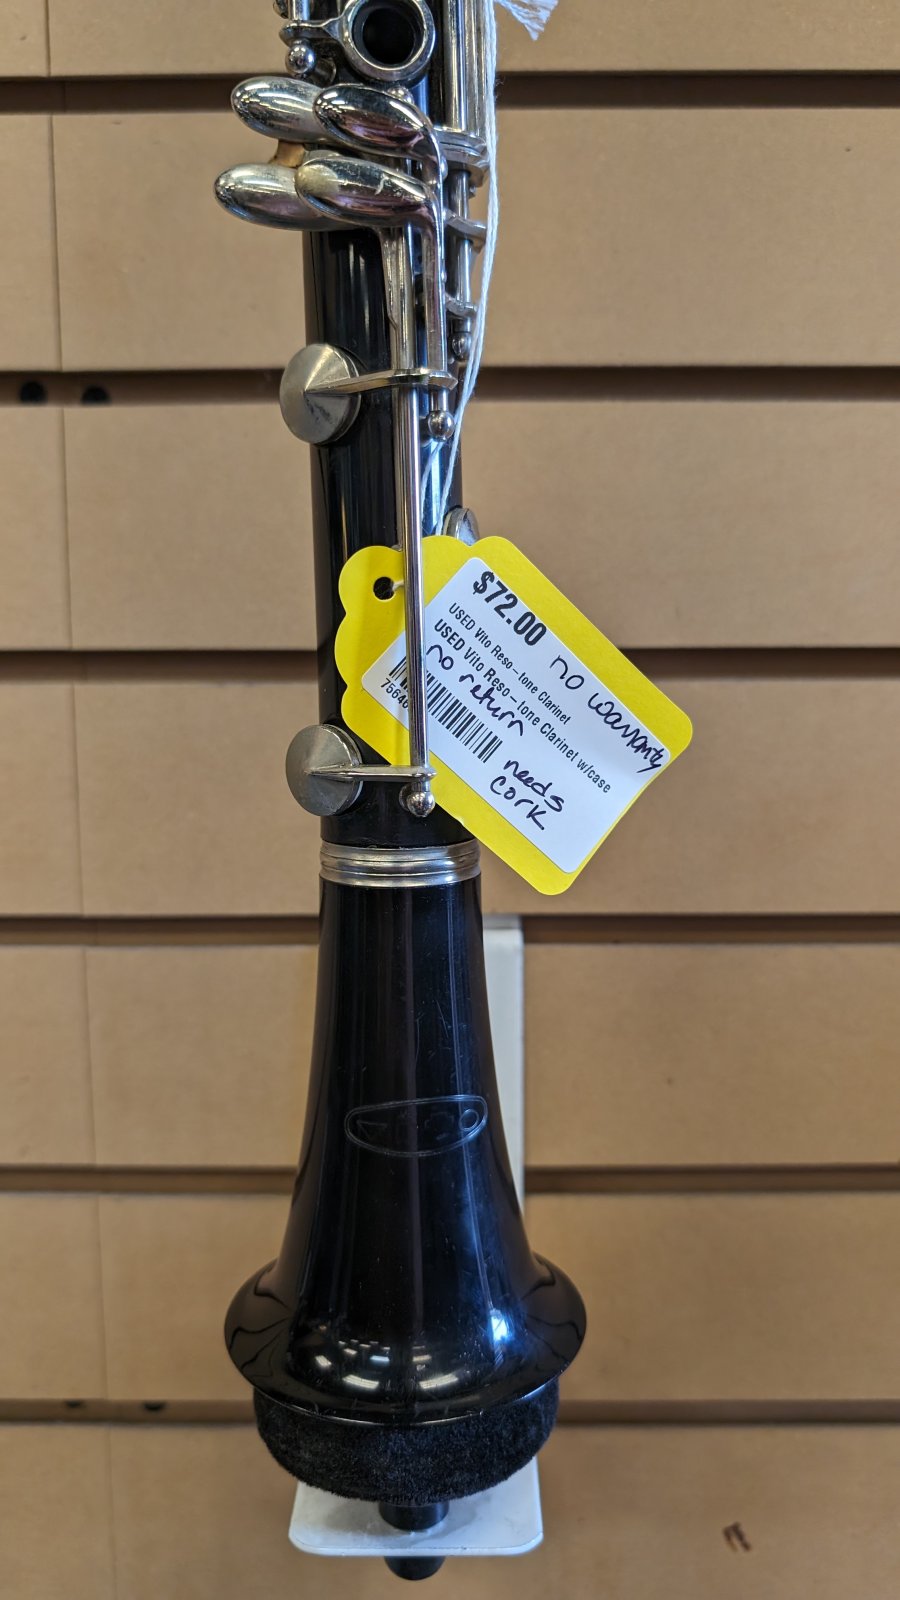 $72.00
no warranty
USED Vito Reso-tone Clarinet
USED Vito Reso-tone Clarinet w/case
no return
needs
cork